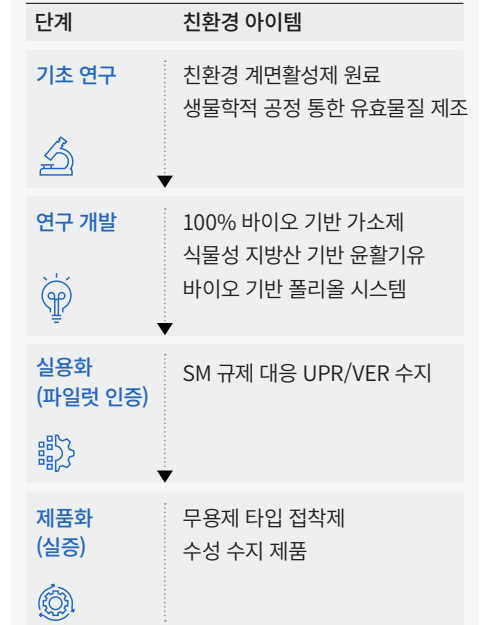 단계 친환경 아이템
기초 연구 친환경 계면활성제 원료
생물학적 공정 통한 유효물질 제조
연구 개발 100% 바이오 기반 가소제
식물성 지방산 기반 윤활기유
바이오 기반 폴리올 시스템
실용화
(파일럿 인증) SM 규제 대응 UPR/VER 수지
제품화 무용제 타입 접착제
(실증) 수성 수지 제품